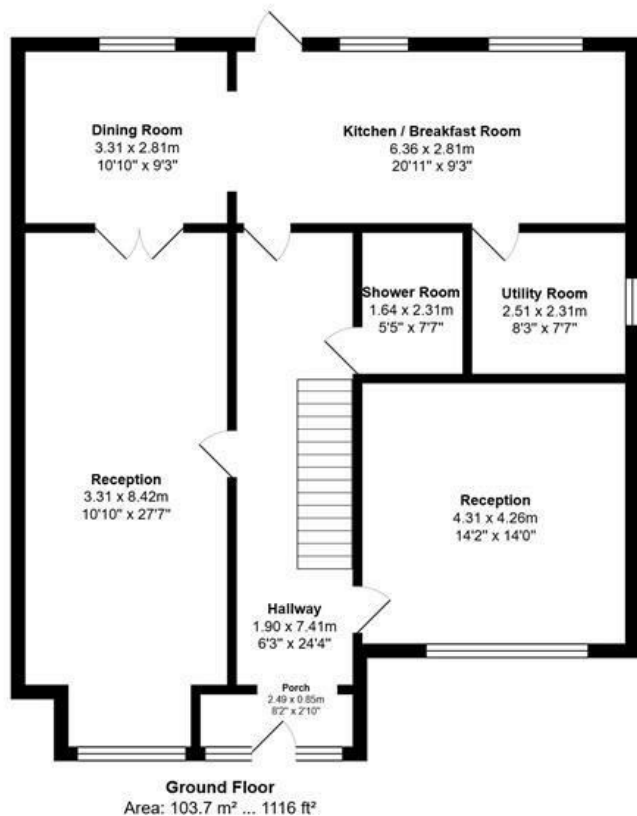 Dining Room
3.31 x 2.81m
10'10" x 9'3"
Kitchen / Breakfast Room
6.36 x 2.81m
20'11" x 9'3"
Shower Room
1.64 x 2.31m
5'5" x 7'7"
Utility Room
2.51 x 2.31m
8'3" x 7'7"
Reception
3.31 x 8.42m
10'10" x 27'7"
Reception
4.31 x 4.26m
14'2" x 14'0"
Hallway
1.90 x 7.41m
6'3" x 24'4"
Porch
2.49 x 0.85m
8'2" x 2'10"
Ground Floor
Area: 103.7 m² ... 1116 ft²